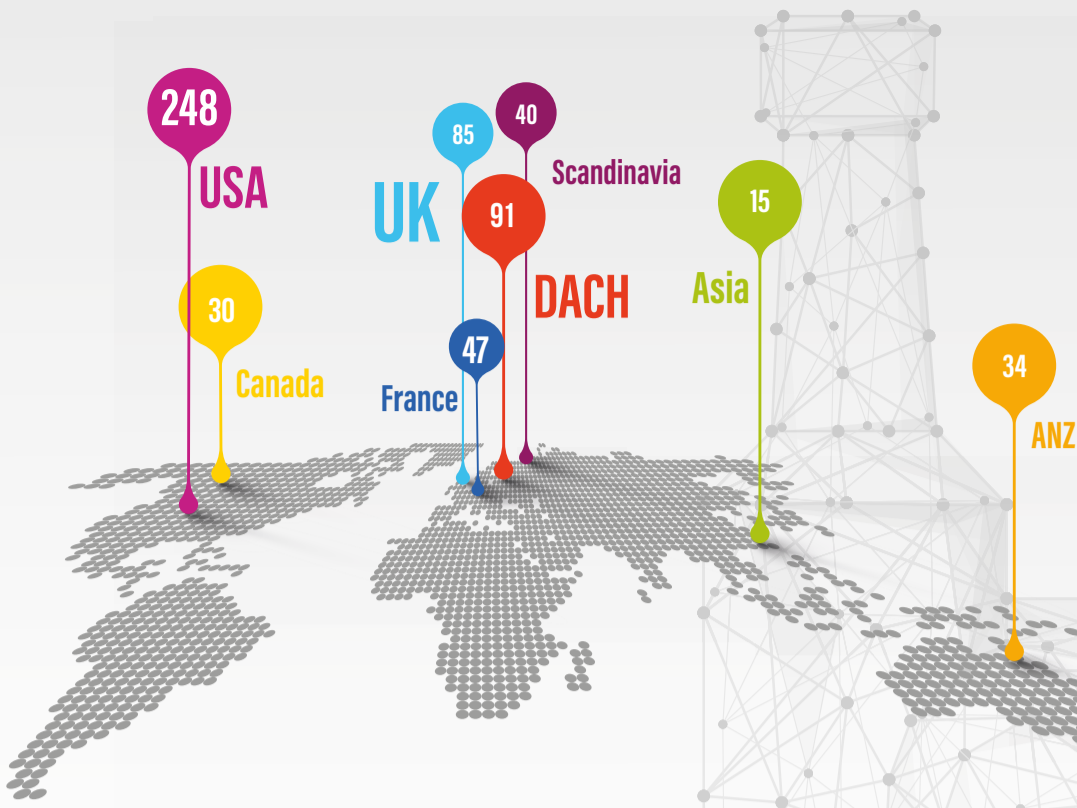 248
USA
30
Canada
85
UK
40
Scandinavia
91
DACH
47
France
15
Asia
34
ANZ